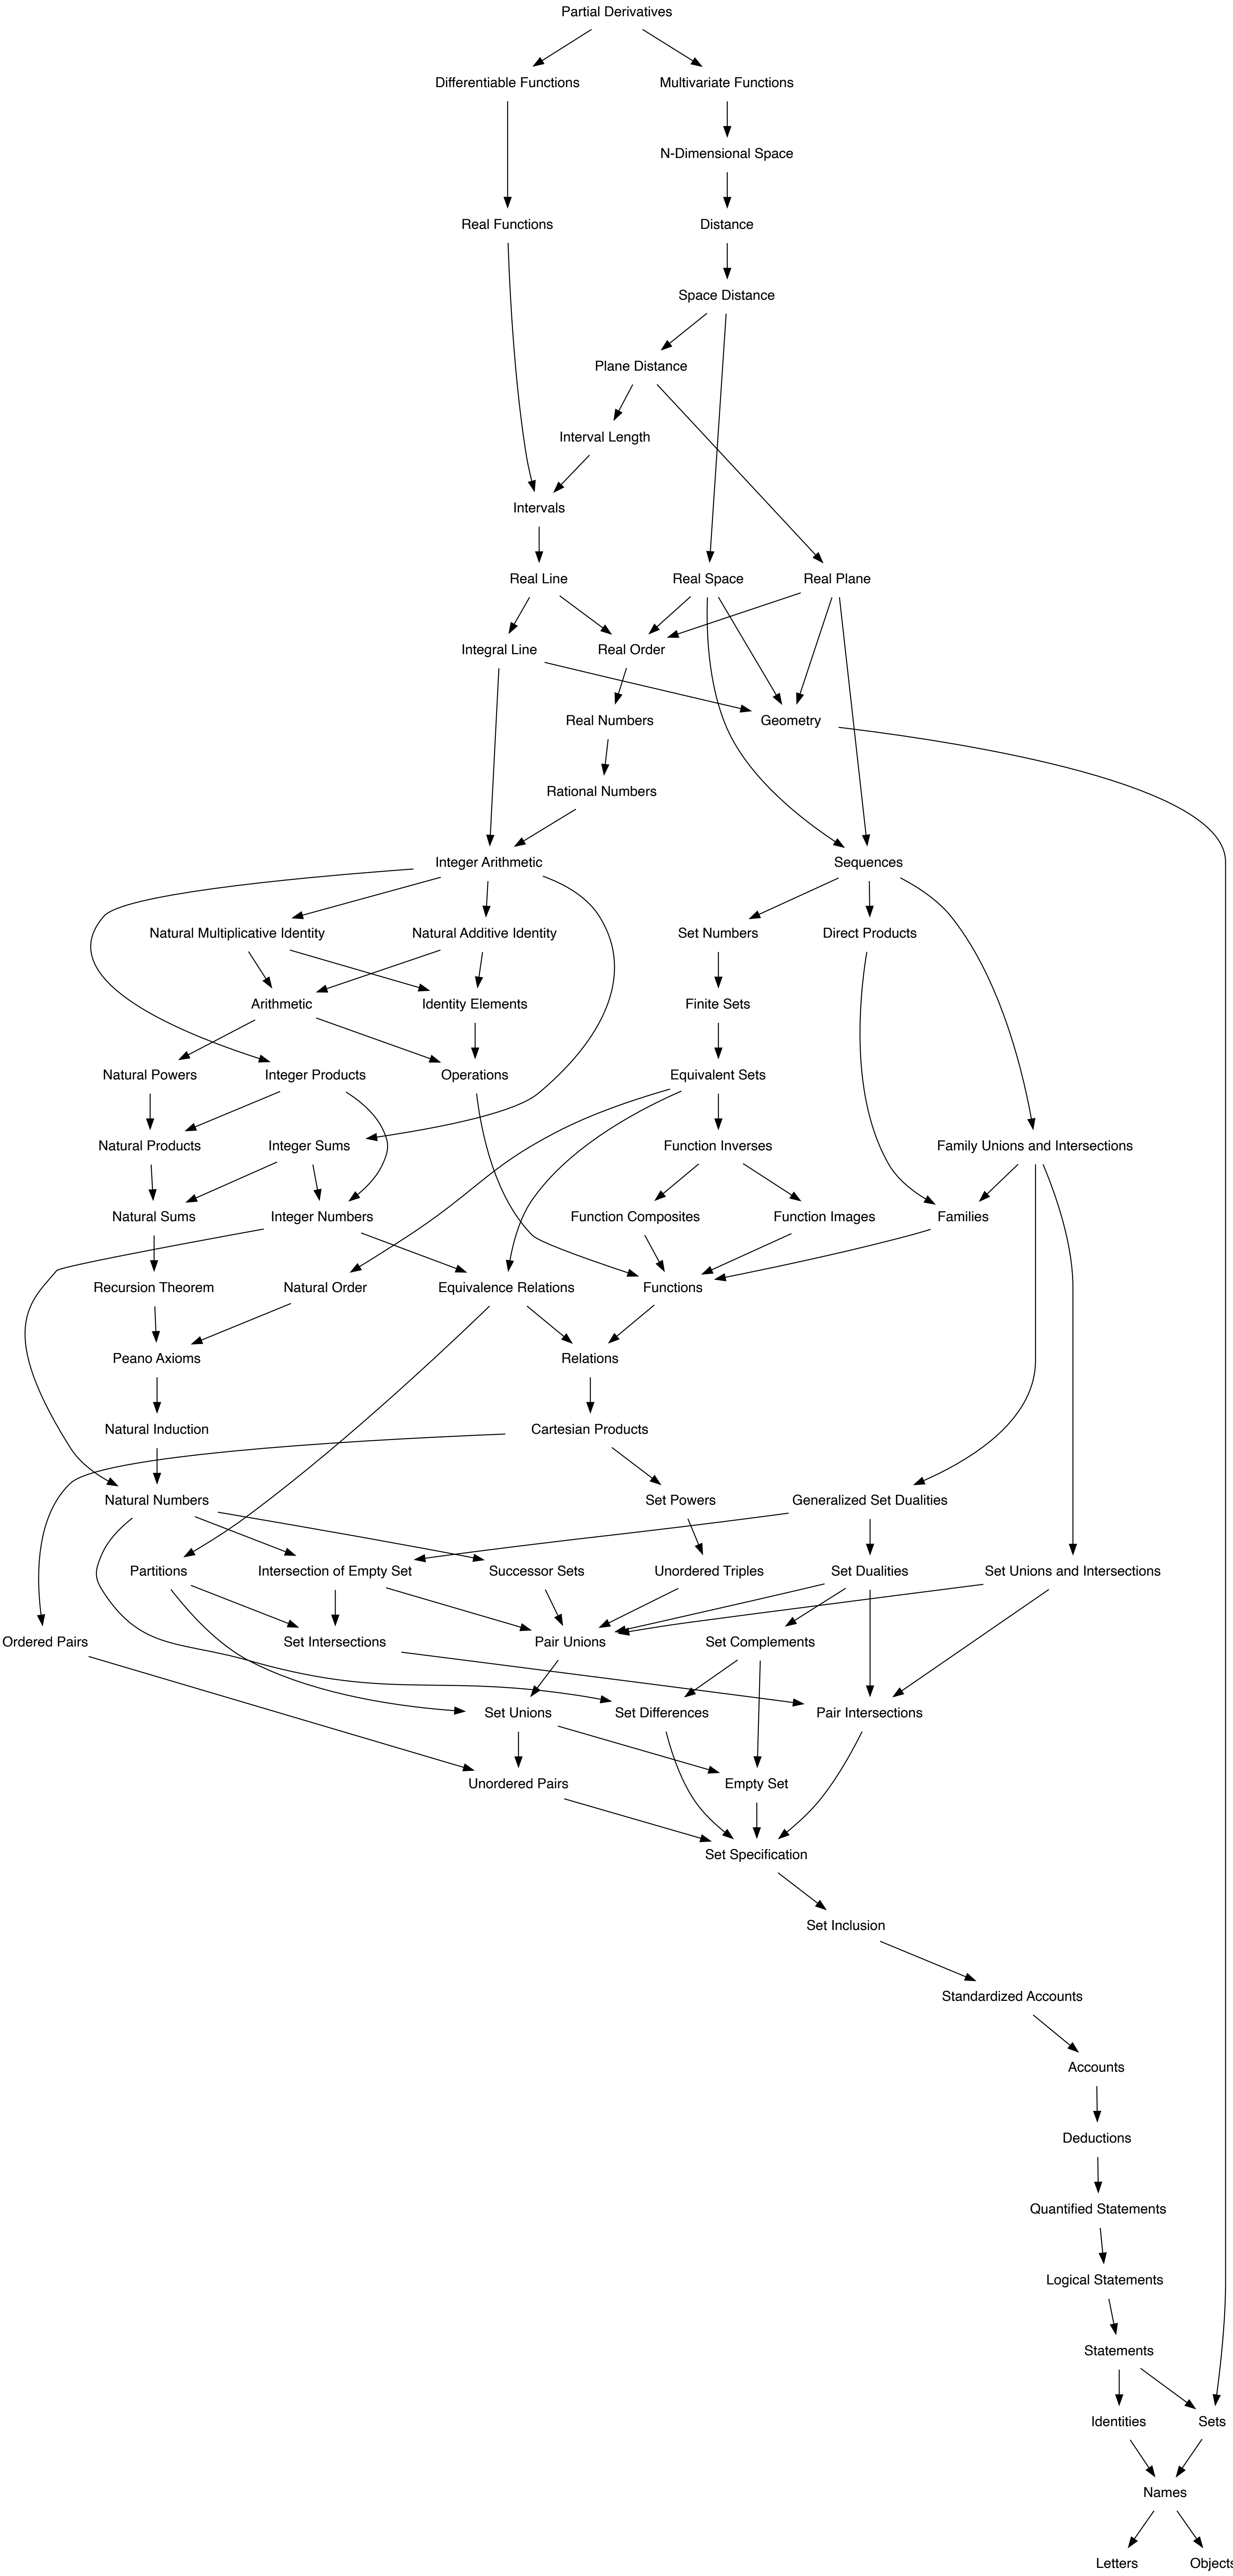 Partial Derivatives
Differentiable Functions
Multivariate Functions
N-Dimensional Space
Real Functions
Distance
Space Distance
Plane Distance
Interval Length
Intervals
Real Line
Real Space
Real Plane
Integral Line
Real Order
Real Numbers
Geometry
Rational Numbers
Integer Arithmetic
Sequences
Natural Multiplicative Identity
Natural Additive Identity
Set Numbers
Direct Products
Arithmetic
Identity Elements
Finite Sets
Natural Powers
Integer Products
Operations
Equivalent Sets
Natural Products
Integer Sums
Function Inverses
Family Unions and Intersections
Natural Sums
Integer Numbers
Function Composites
Function Images
Families
Recursion Theorem
Natural Order
Equivalence Relations
Functions
Peano Axioms
Relations
Natural Induction
Cartesian Products
Natural Numbers
Set Powers
Generalized Set Dualities
Partitions
Intersection of Empty Set
Successor Sets
Unordered Triples
Set Dualities
Set Unions and Intersections
Ordered Pairs
Set Intersections
Pair Unions
Set Complements
Set Unions
Set Differences
Pair Intersections
Unordered Pairs
Empty Set
Set Specification
Set Inclusion
Standardized Accounts
Accounts
Deductions
Quantified Statements
Logical Statements
Statements
Identities
Sets
Names
Letters
Objects